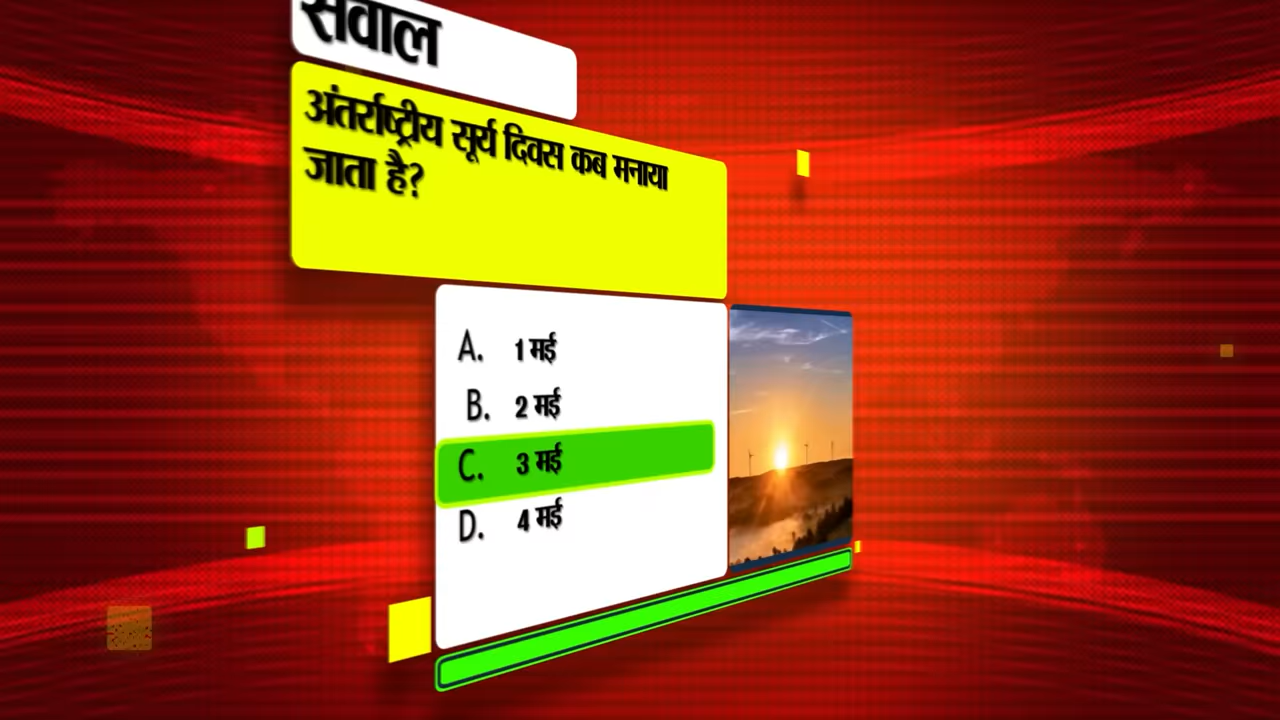 सवाल
अंतर्राष्ट्रीय सूर्य दिवस कब मनाया
जाता है?
A. 1 मई
B. 2 मई
C. 3 मई
D. 4 मई